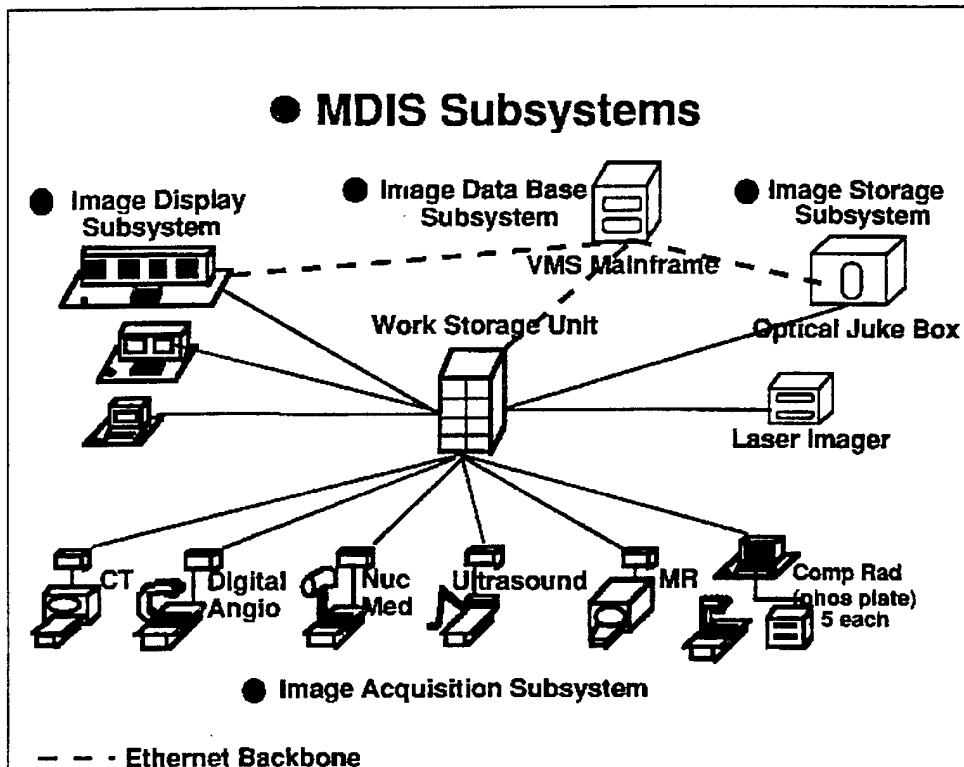 ● MDIS Subsystems
● Image Display
Subsystem
● Image Data Base
Subsystem
● Image Storage
Subsystem
VMS Mainframe
Work Storage Unit
Optical Juke Box
Laser Imager
CT
Digital
Angio
Nuc
Med
Ultrasound
MR
Comp Rad
(phos plate)
5 each
● Image Acquisition Subsystem
– – - Ethernet Backbone